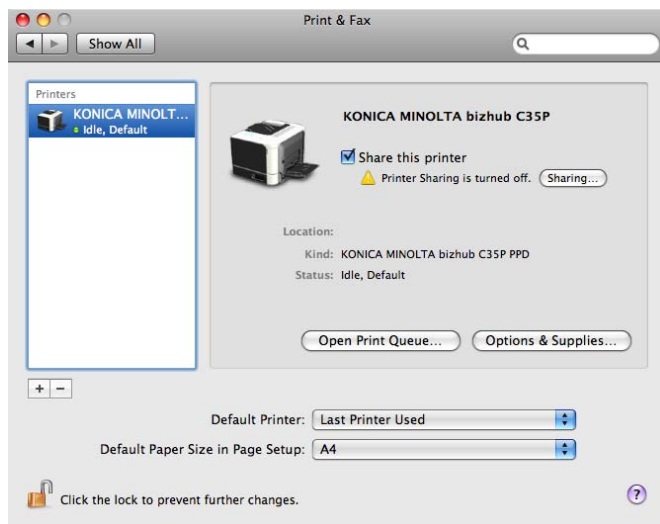 Print & Fax
Show All
Printers
KONICA MINOLT...
Idle, Default
KONICA MINOLTA bizhub C35P
Share this printer
Printer Sharing is turned off. Sharing...
Location:
Kind: KONICA MINOLTA bizhub C35P PPD
Status: Idle, Default
Open Print Queue... Options & Supplies...
+ −
Default Printer: Last Printer Used
Default Paper Size in Page Setup: A4
Click the lock to prevent further changes. ?